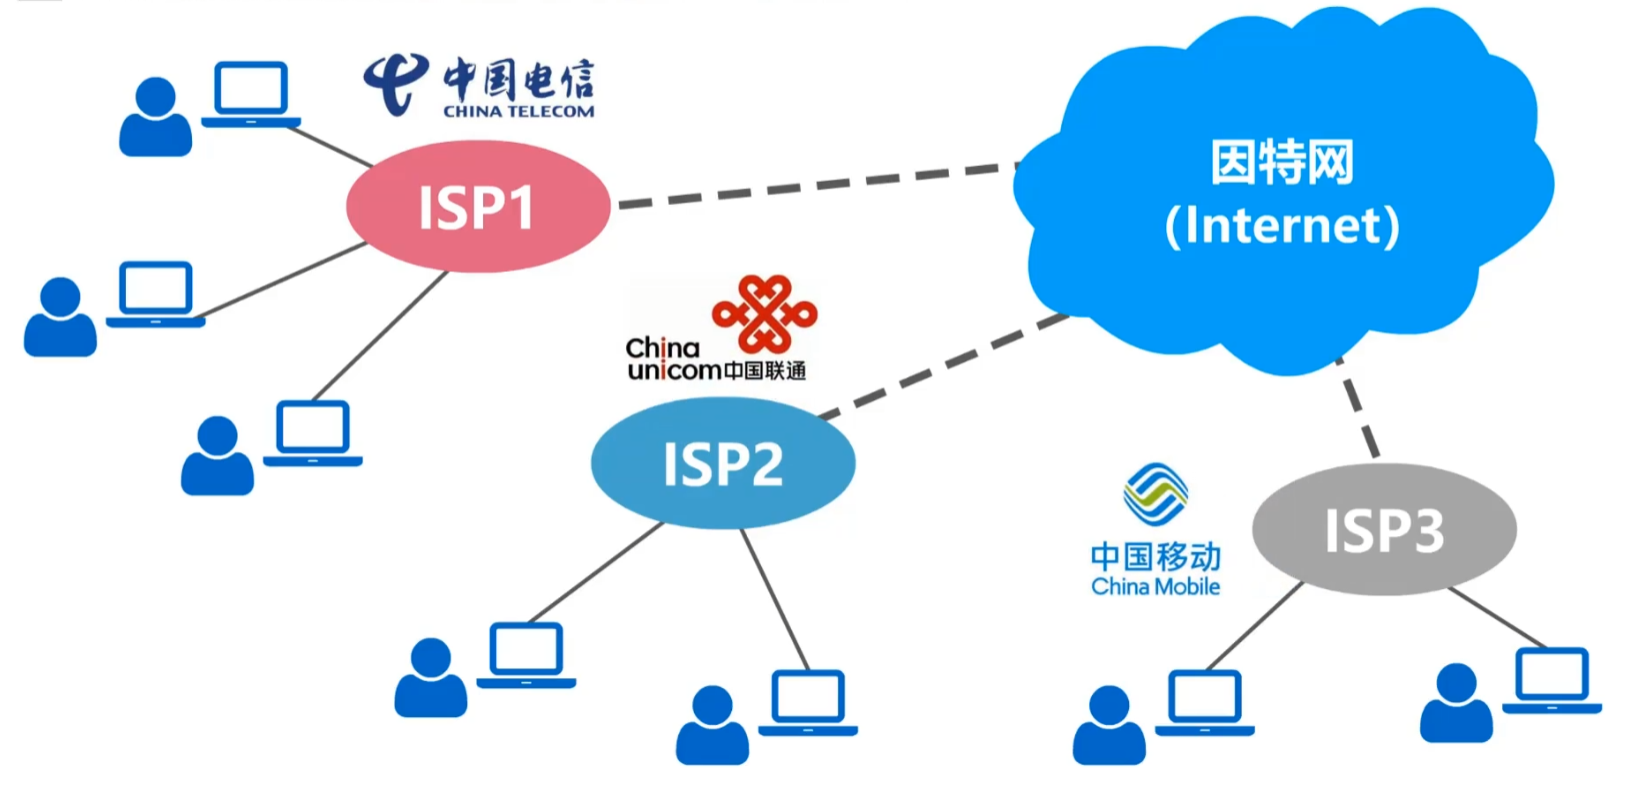 中国电信
CHINA TELECOM
ISP1
因特网
(Internet)
China
unicom中国联通
ISP2
ISP3
中国移动
China Mobile